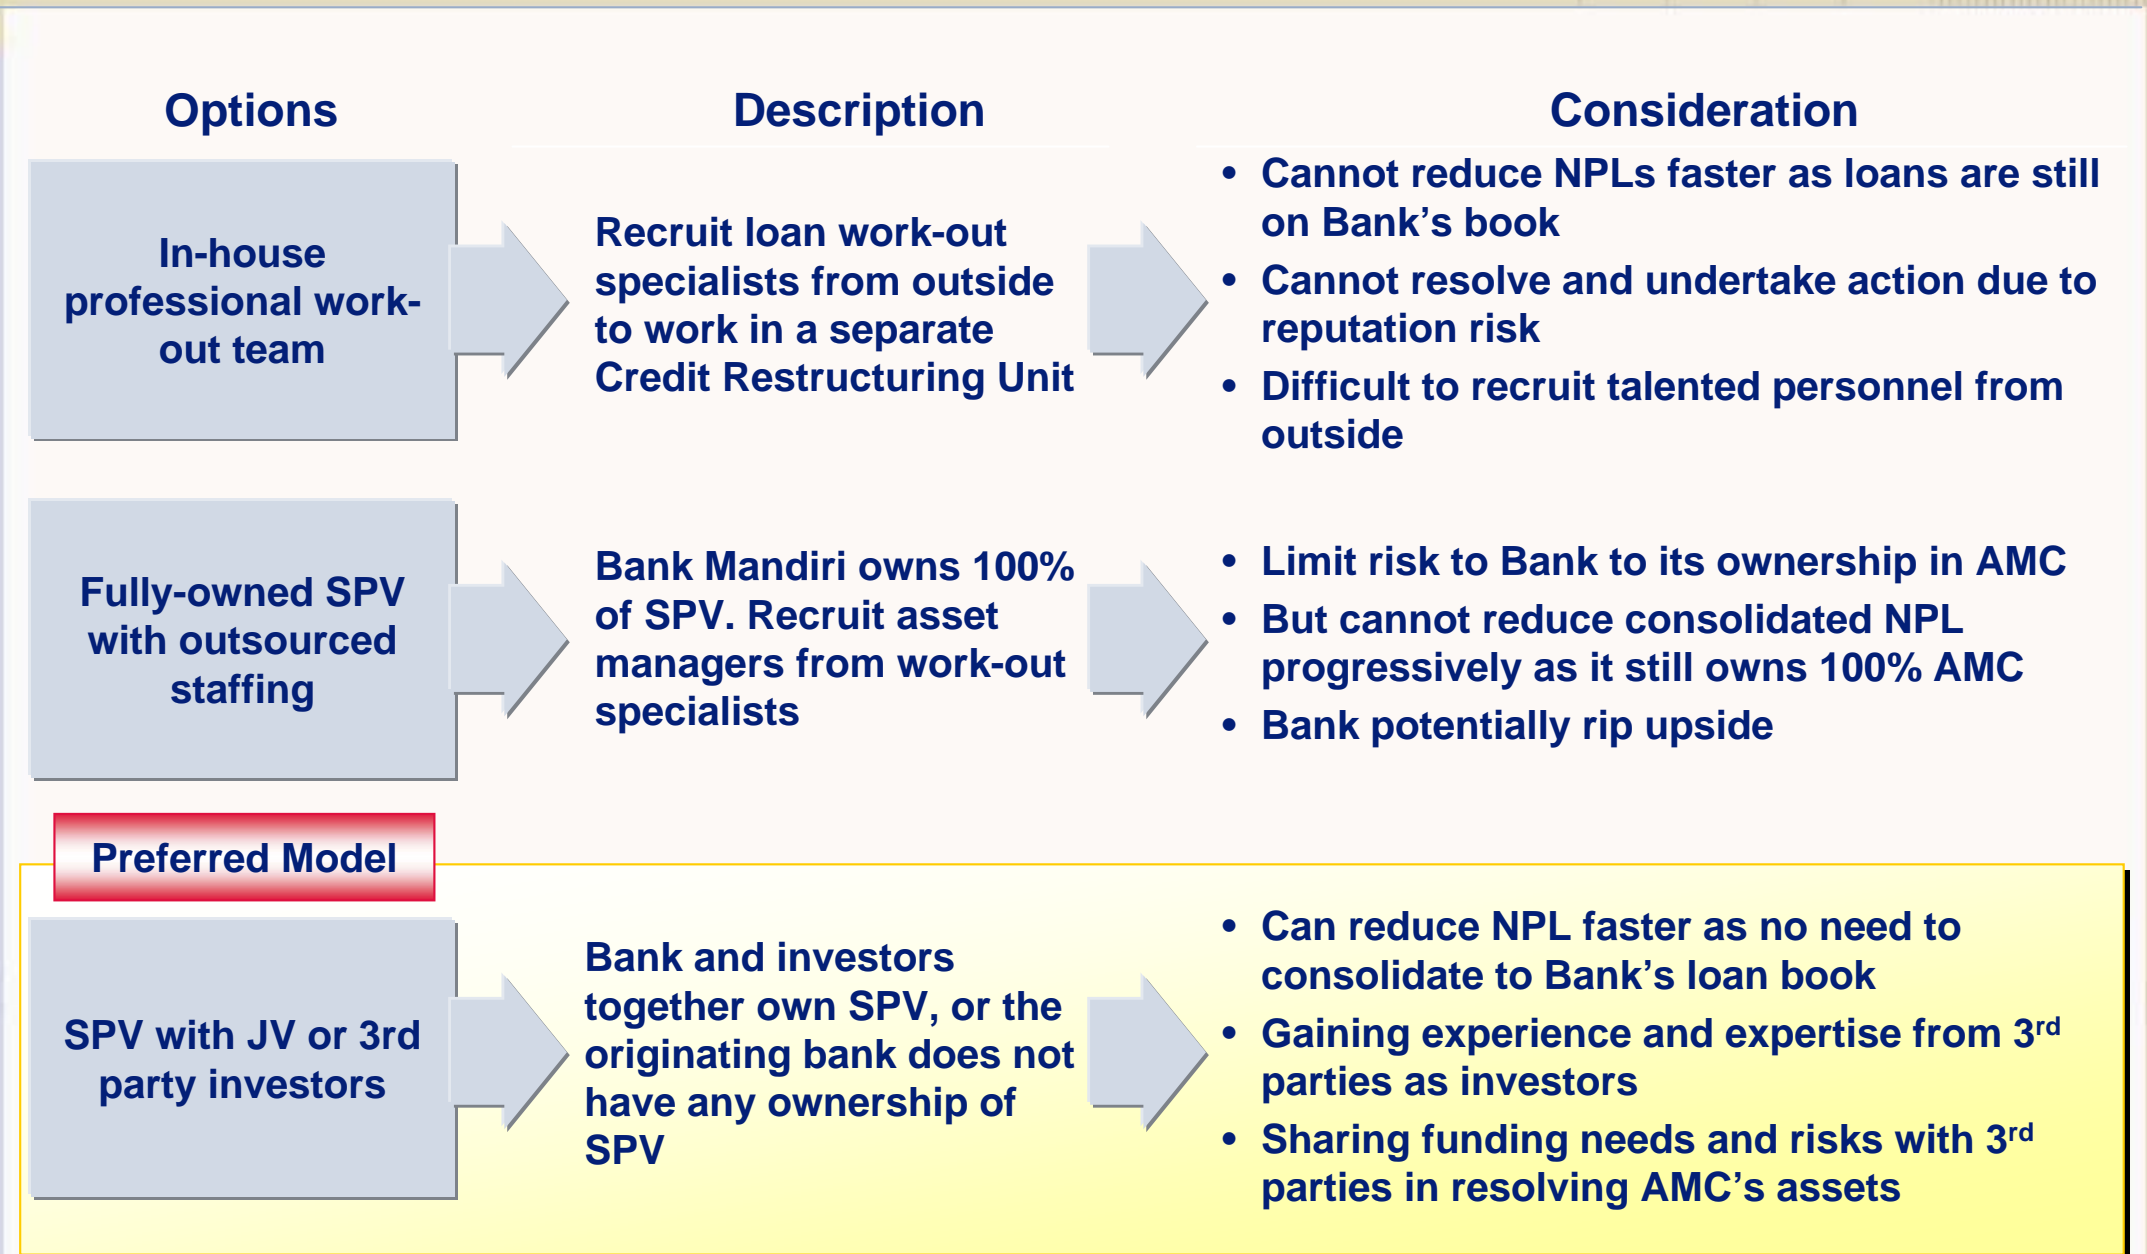 Options
Description
Consideration
In-house
professional work-
out team
Recruit loan work-out
specialists from outside
to work in a separate
Credit Restructuring Unit
• Cannot reduce NPLs faster as loans are still
on Bank’s book
• Cannot resolve and undertake action due to
reputation risk
• Difficult to recruit talented personnel from
outside
Fully-owned SPV
with outsourced
staffing
Bank Mandiri owns 100%
of SPV. Recruit asset
managers from work-out
specialists
• Limit risk to Bank to its ownership in AMC
• But cannot reduce consolidated NPL
progressively as it still owns 100% AMC
• Bank potentially rip upside
Preferred Model
SPV with JV or 3rd
party investors
Bank and investors
together own SPV, or the
originating bank does not
have any ownership of
SPV
• Can reduce NPL faster as no need to
consolidate to Bank’s loan book
• Gaining experience and expertise from 3rd
parties as investors
• Sharing funding needs and risks with 3rd
parties in resolving AMC’s assets